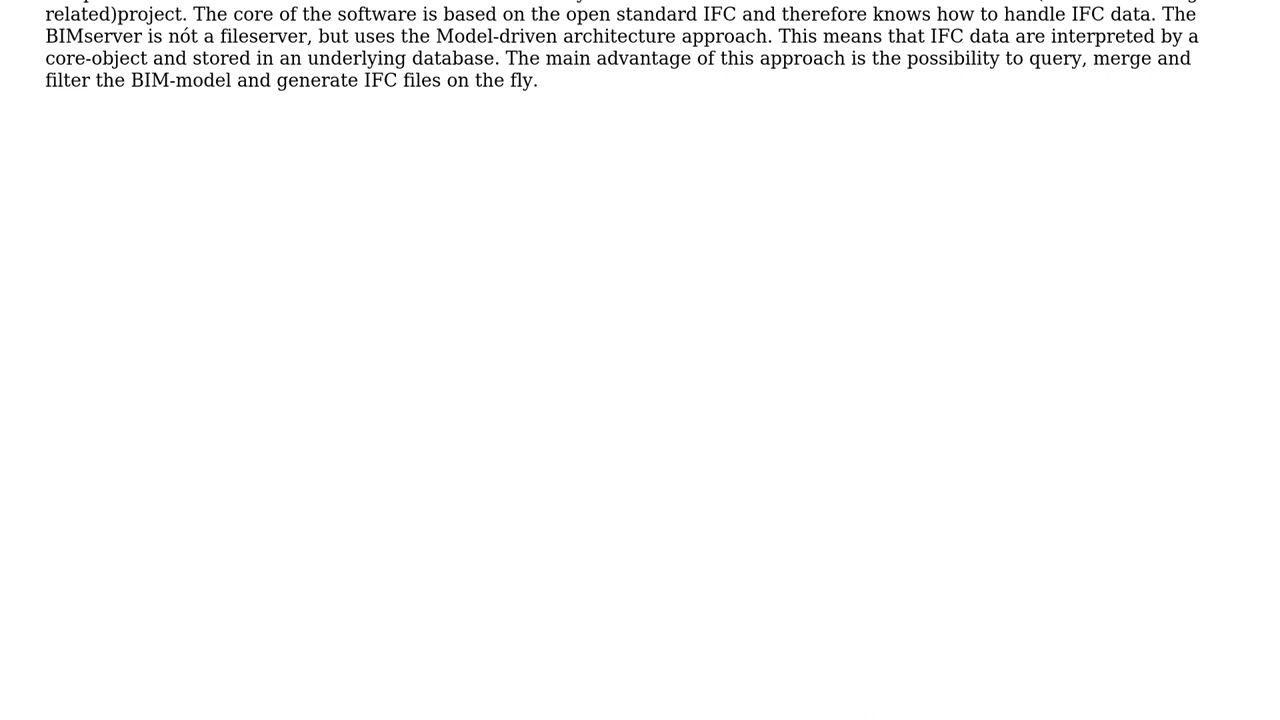 related)project. The core of the software is based on the open standard IFC and therefore knows how to handle IFC data. The
BIMserver is nót a fileserver, but uses the Model-driven architecture approach. This means that IFC data are interpreted by a
core-object and stored in an underlying database. The main advantage of this approach is the possibility to query, merge and
filter the BIM-model and generate IFC files on the fly.